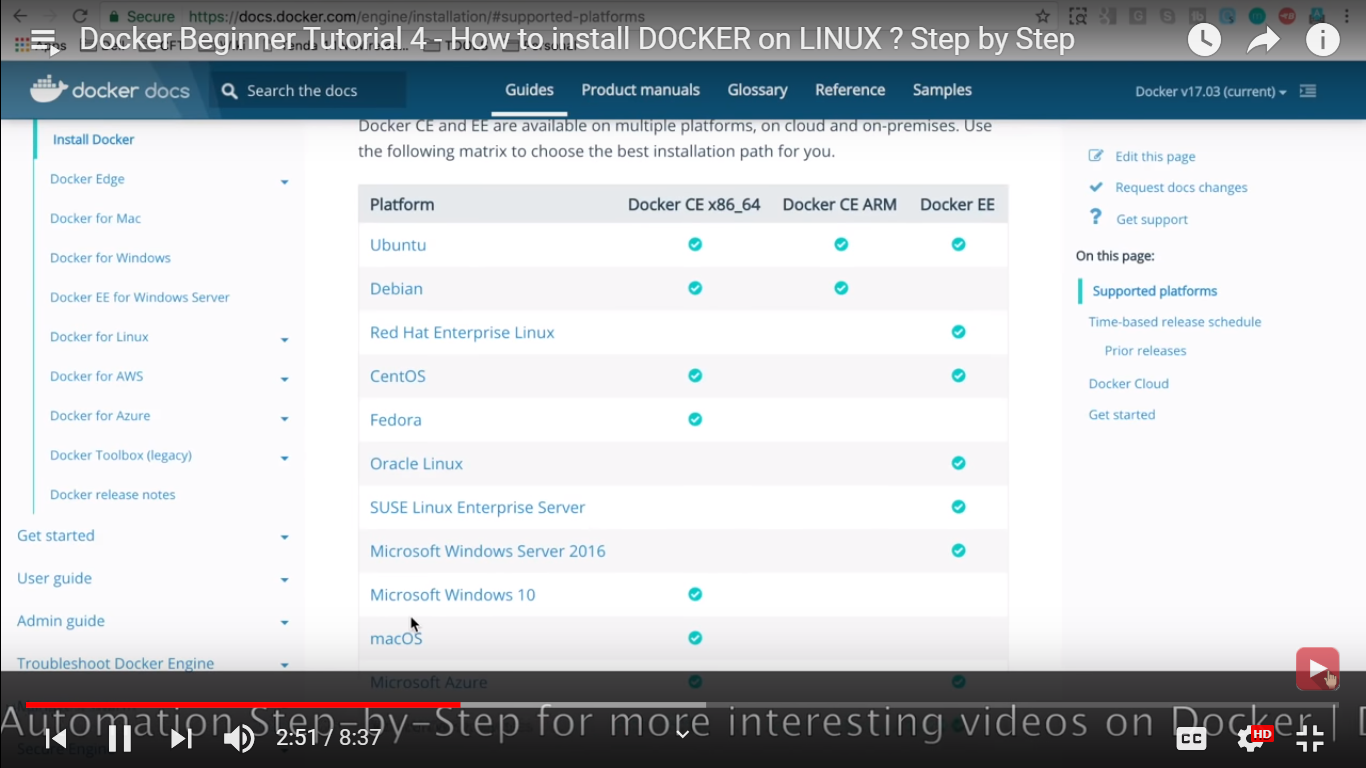 Secure https://docs.docker.com/engine/installation/#supported-platforms
Docker Beginner Tutorial 4 - How to install DOCKER on LINUX ? Step by Step
docker docs
Search the docs
Guides Product manuals Glossary Reference Samples
Docker v17.03 (current)
Install Docker
Docker Edge
Docker for Mac
Docker for Windows
Docker EE for Windows Server
Docker for Linux
Docker for AWS
Docker for Azure
Docker Toolbox (legacy)
Docker release notes
Get started
User guide
Admin guide
Troubleshoot Docker Engine
Docker CE and EE are available on multiple platforms, on cloud and on-premises. Use
the following matrix to choose the best installation path for you.
Platform Docker CE x86_64 Docker CE ARM Docker EE
Ubuntu
Debian
Red Hat Enterprise Linux
CentOS
Fedora
Oracle Linux
SUSE Linux Enterprise Server
Microsoft Windows Server 2016
Microsoft Windows 10
macOS
Microsoft Azure
Edit this page
Request docs changes
Get support
On this page:
Supported platforms
Time-based release schedule
Prior releases
Docker Cloud
Get started
Automation Step-by-Step for more interesting videos on Docker |
2:51 / 8:37
CC
HD